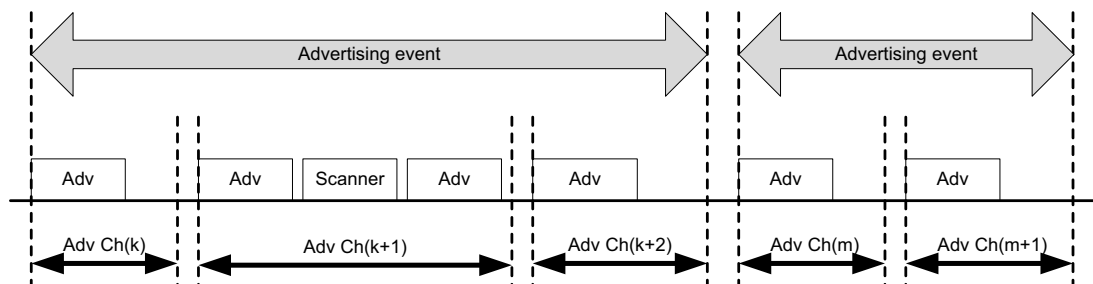 Advertising event
Advertising event
Adv
Adv
Scanner
Adv
Adv
Adv
Adv
Adv Ch(k)
Adv Ch(k+1)
Adv Ch(k+2)
Adv Ch(m)
Adv Ch(m+1)